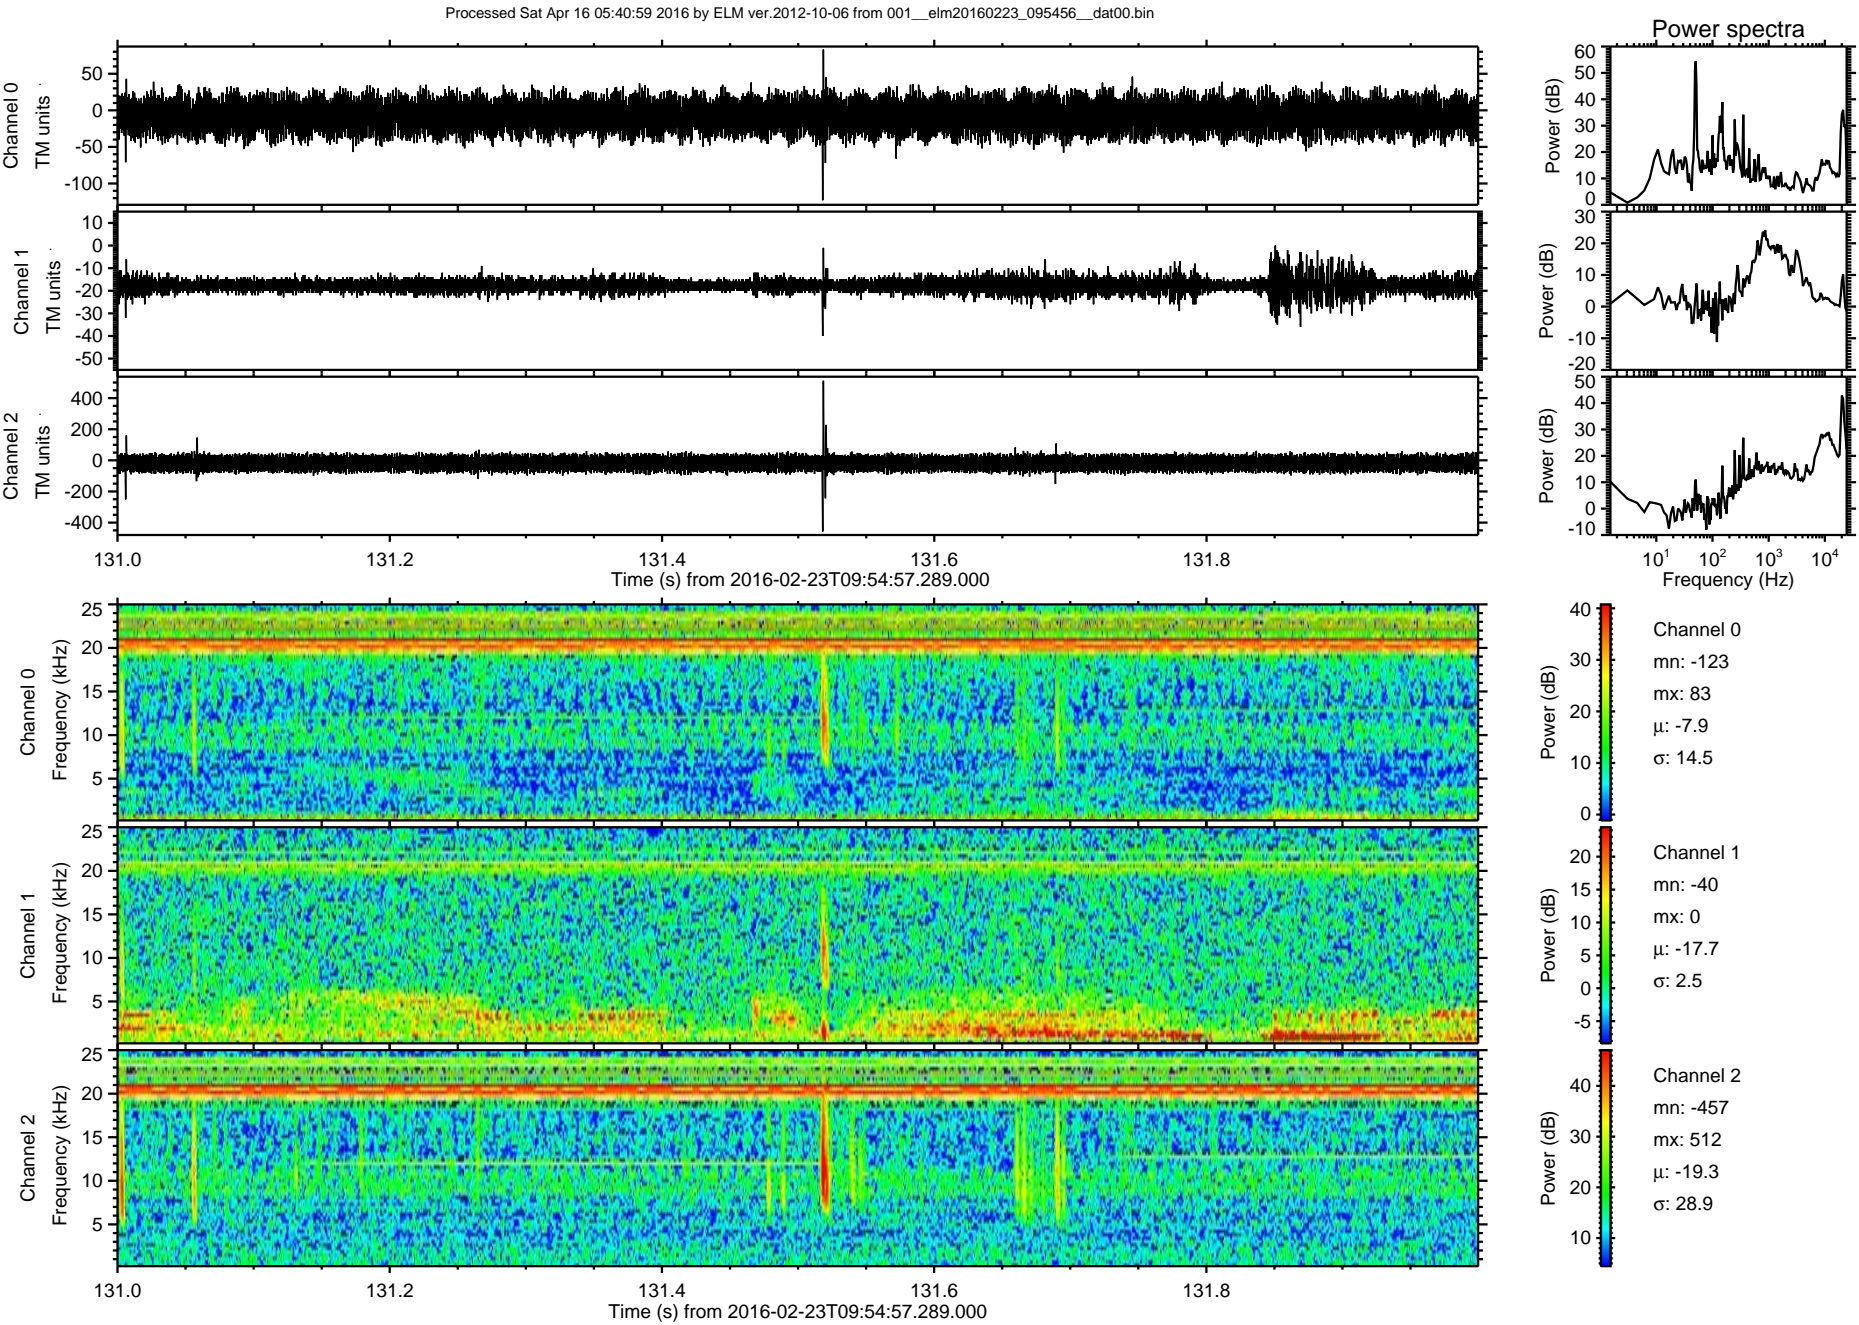 Processed Sat Apr 16 05:40:59 2016 by ELM ver.2012-10-06 from 001__elm20160223_095456__dat00.bin
Power spectra
Channel 0
TM units
50
0
-50
-100
Power (dB)
60
50
40
30
20
10
0
Channel 1
TM units
10
0
-10
-20
-30
-40
-50
Power (dB)
30
20
10
0
-10
-20
Channel 2
TM units
400
200
0
-200
-400
Power (dB)
50
40
30
20
10
0
-10
131.0 131.2 131.4 131.6 131.8
Time (s) from 2016-02-23T09:54:57.289.000
10¹ 10² 10³ 10⁴
Frequency (Hz)
Channel 0
Frequency (kHz)
25
20
15
10
5
Power (dB)
40
30
20
10
0
Channel 0
mn: -123
mx: 83
µ: -7.9
σ: 14.5
Channel 1
Frequency (kHz)
25
20
15
10
5
Power (dB)
20
15
10
5
0
-5
Channel 1
mn: -40
mx: 0
µ: -17.7
σ: 2.5
Channel 2
Frequency (kHz)
25
20
15
10
5
Power (dB)
40
30
20
10
Channel 2
mn: -457
mx: 512
µ: -19.3
σ: 28.9
131.0 131.2 131.4 131.6 131.8
Time (s) from 2016-02-23T09:54:57.289.000